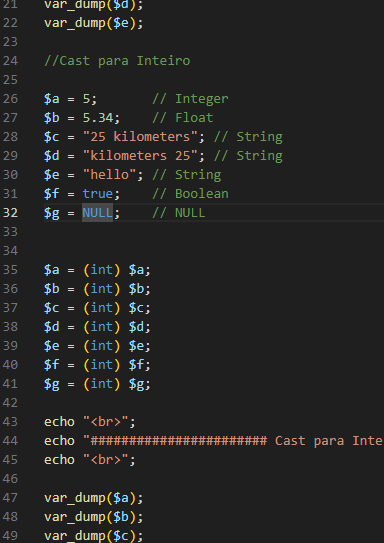 21 var_dump($d);
22 var_dump($e);
23
24 //Cast para Inteiro
25
26 $a = 5;       // Integer
27 $b = 5.34;    // Float
28 $c = "25 kilometers"; // String
29 $d = "kilometers 25"; // String
30 $e = "hello"; // String
31 $f = true;    // Boolean
32 $g = NULL;    // NULL
33
34
35 $a = (int) $a;
36 $b = (int) $b;
37 $c = (int) $c;
38 $d = (int) $d;
39 $e = (int) $e;
40 $f = (int) $f;
41 $g = (int) $g;
42
43 echo "<br>";
44 echo "####################### Cast para Inte
45 echo "<br>";
46
47 var_dump($a);
48 var_dump($b);
49 var_dump($c);